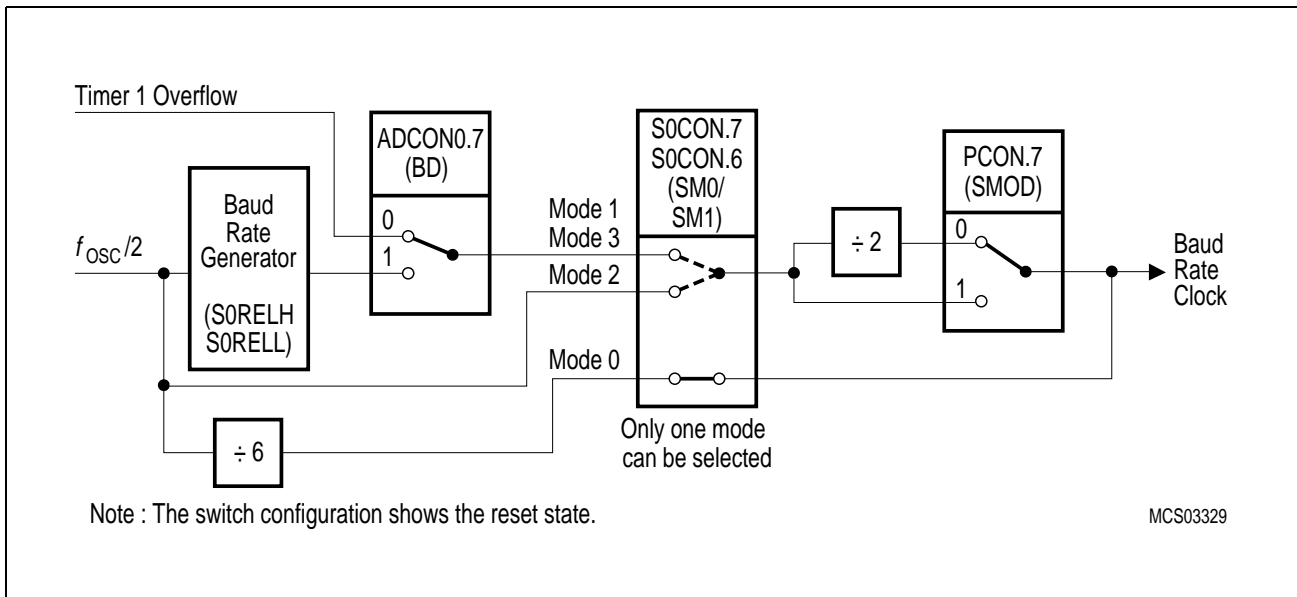 Timer 1 Overflow
f OSC/2
Baud
Rate
Generator
(S0RELH
S0RELL)
÷ 6
ADCON0.7
(BD)
0
1
Mode 1
Mode 3
Mode 2
Mode 0
S0CON.7
S0CON.6
(SM0/
SM1)
Only one mode
can be selected
÷ 2
PCON.7
(SMOD)
0
1
Baud
Rate
Clock
Note : The switch configuration shows the reset state.
MCS03329